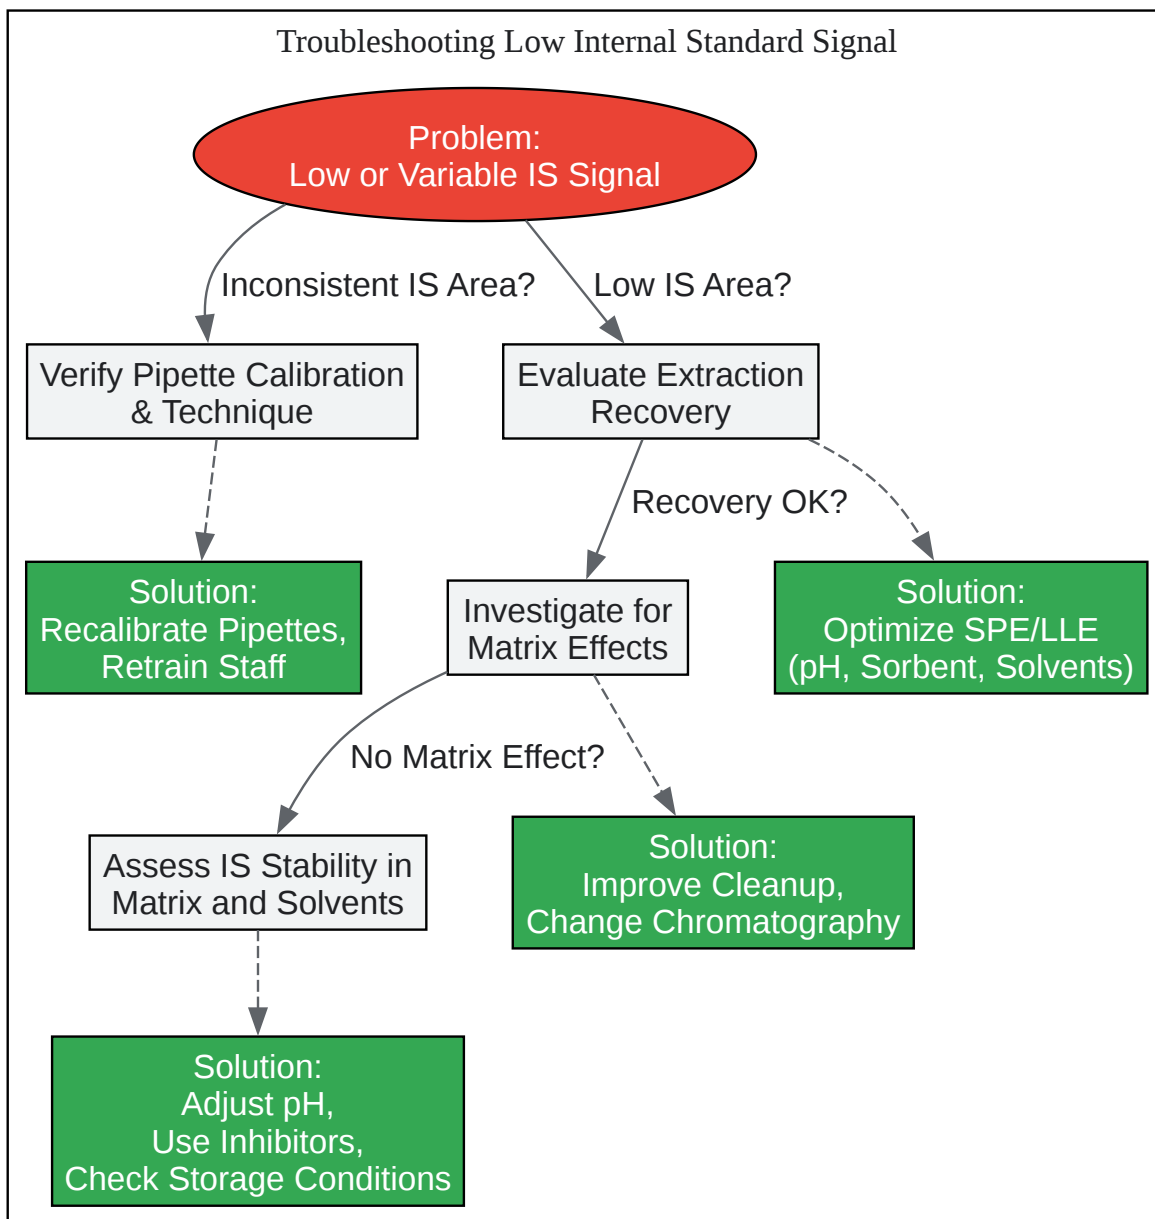 Troubleshooting Low Internal Standard Signal
Problem:
Low or Variable IS Signal
Inconsistent IS Area?
Low IS Area?
Verify Pipette Calibration
& Technique
Evaluate Extraction
Recovery
Recovery OK?
Solution:
Recalibrate Pipettes,
Retrain Staff
Investigate for
Matrix Effects
Solution:
Optimize SPE/LLE
(pH, Sorbent, Solvents)
No Matrix Effect?
Assess IS Stability in
Matrix and Solvents
Solution:
Improve Cleanup,
Change Chromatography
Solution:
Adjust pH,
Use Inhibitors,
Check Storage Conditions